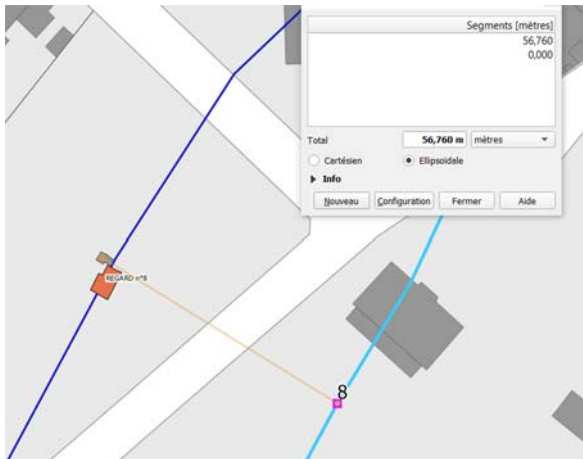 Segments [mètres]
56,760
0,000
Total 56,760 m mètres
Cartésien Ellipsoïdale
Info
Nouveau Configuration Fermer Aide
REGARD n°8
8